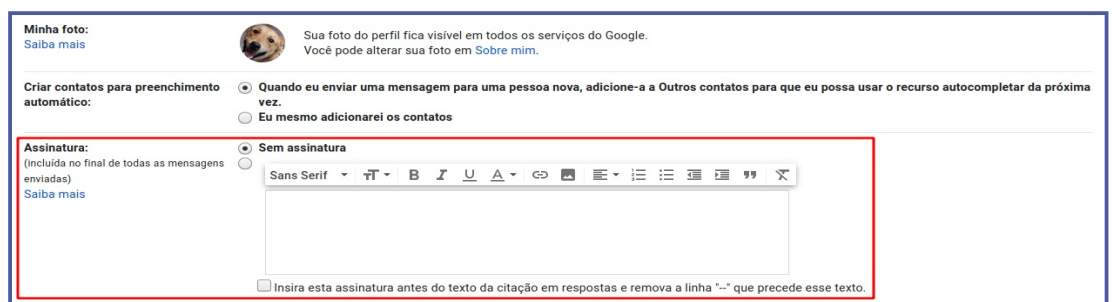 Minha foto:
Saiba mais
Sua foto do perfil fica visível em todos os serviços do Google.
Você pode alterar sua foto em Sobre mim.
Criar contatos para preenchimento
automático:
Quando eu enviar uma mensagem para uma pessoa nova, adicione-a a Outros contatos para que eu possa usar o recurso autocompletar da próxima
vez.
Eu mesmo adicionarei os contatos
Assinatura:
(incluída no final de todas as mensagens
enviadas)
Saiba mais
Sem assinatura
Sans Serif
Insira esta assinatura antes do texto da citação em respostas e remova a linha "--" que precede esse texto.